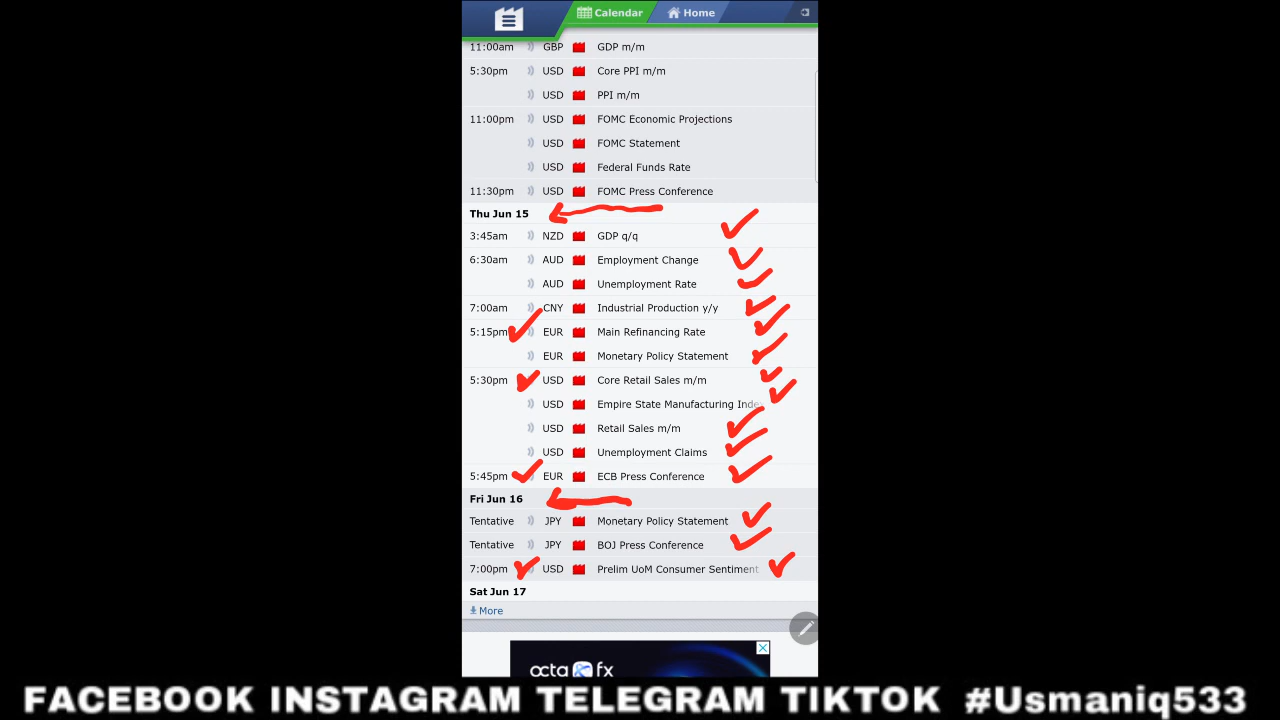 Calendar Home
11:00am GBP GDP m/m
5:30pm USD Core PPI m/m
USD PPI m/m
11:00pm USD FOMC Economic Projections
USD FOMC Statement
USD Federal Funds Rate
11:30pm USD FOMC Press Conference
Thu Jun 15
3:45am NZD GDP q/q
6:30am AUD Employment Change
AUD Unemployment Rate
7:00am CNY Industrial Production y/y
5:15pm EUR Main Refinancing Rate
EUR Monetary Policy Statement
5:30pm USD Core Retail Sales m/m
USD Empire State Manufacturing Inde
USD Retail Sales m/m
USD Unemployment Claims
5:45pm EUR ECB Press Conference
Fri Jun 16
Tentative JPY Monetary Policy Statement
Tentative JPY BOJ Press Conference
7:00pm USD Prelim UoM Consumer Sentiment
Sat Jun 17
More
octa fx
FACEBOOK INSTAGRAM TELEGRAM TIKTOK #Usmaniq533